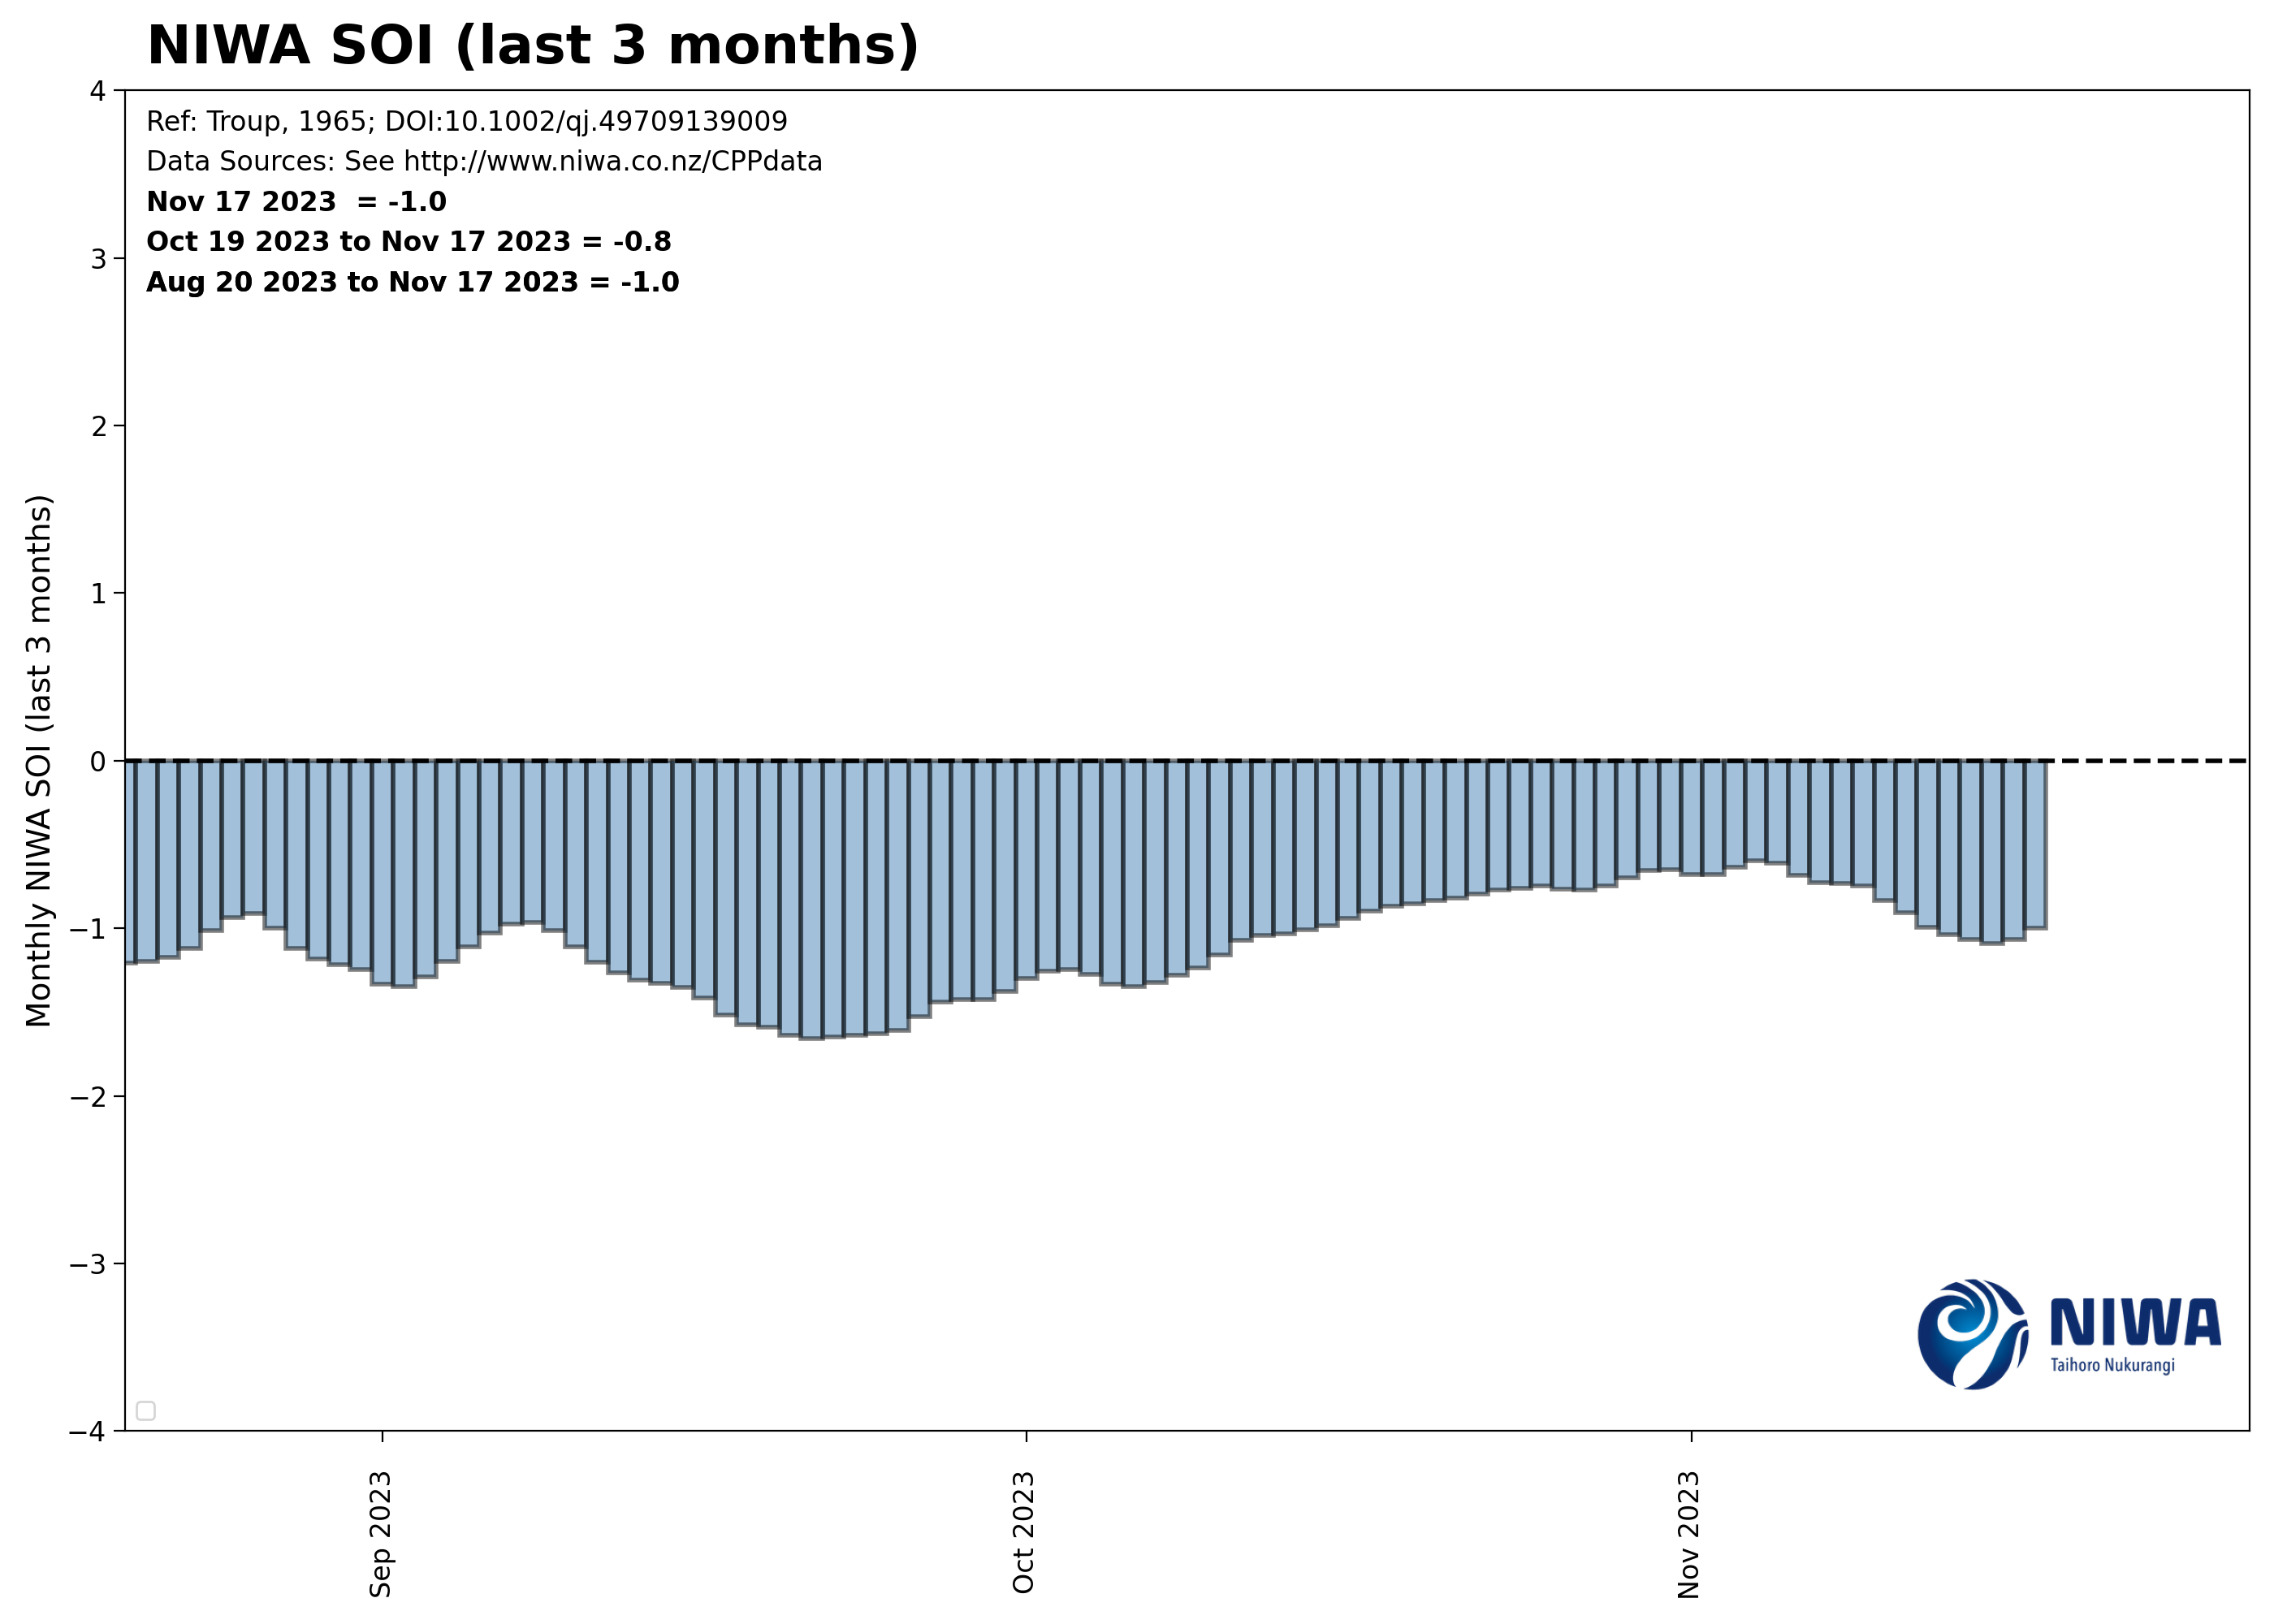 NIWA SOI (last 3 months)
Ref: Troup, 1965; DOI:10.1002/qj.49709139009
Data Sources: See http://www.niwa.co.nz/CPPdata
Nov 17 2023  = -1.0
Oct 19 2023 to Nov 17 2023 = -0.8
Aug 20 2023 to Nov 17 2023 = -1.0
Monthly NIWA SOI (last 3 months)
4
3
2
1
0
−1
−2
−3
−4
NIWA
Taihoro Nukurangi
Sep 2023
Oct 2023
Nov 2023